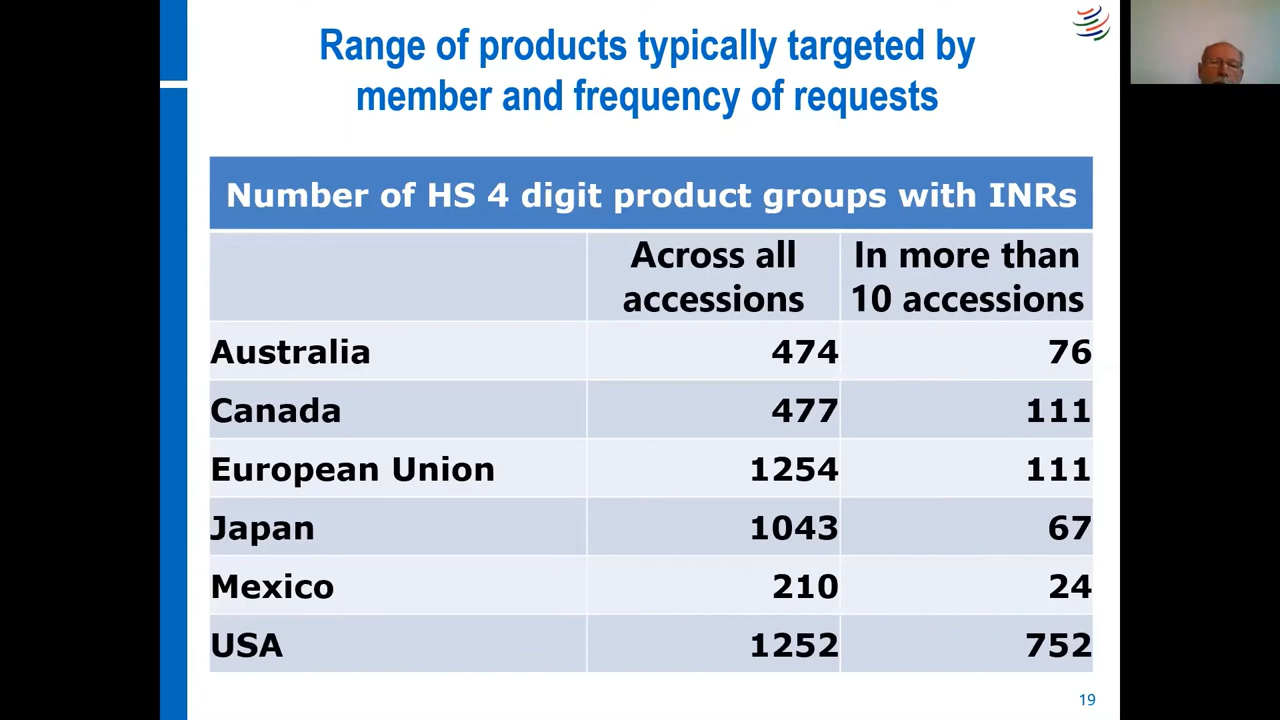 Range of products typically targeted by
member and frequency of requests
Number of HS 4 digit product groups with INRs
Across all accessions In more than 10 accessions
Australia 474 76
Canada 477 111
European Union 1254 111
Japan 1043 67
Mexico 210 24
USA 1252 752
19